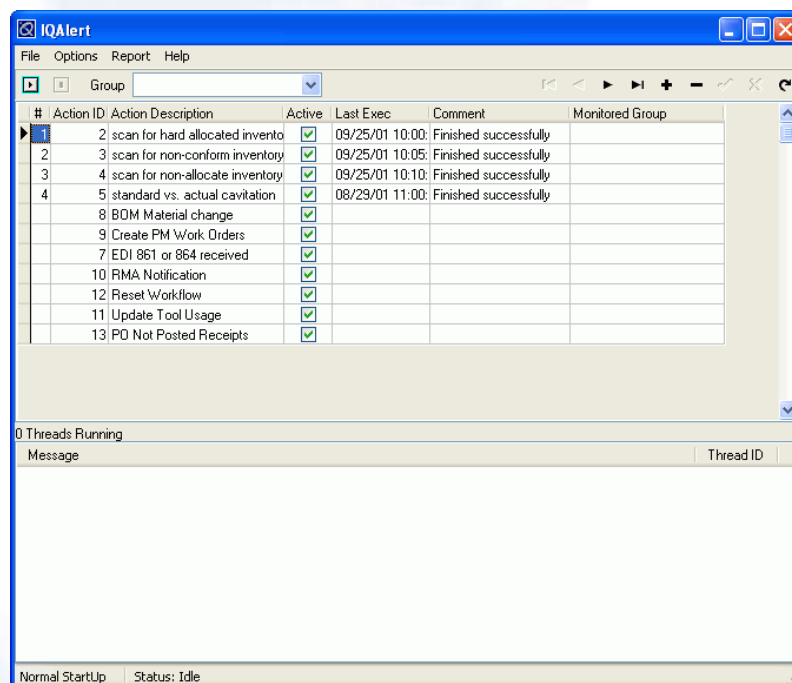 IQAlert
File Options Report Help
Group
# Action ID Action Description Active Last Exec Comment Monitored Group
1 2 scan for hard allocated invento 09/25/01 10:00: Finished successfully
2 3 scan for non-conform inventory 09/25/01 10:05: Finished successfully
3 4 scan for non-allocate inventory 09/25/01 10:10: Finished successfully
4 5 standard vs. actual cavitation 08/29/01 11:00: Finished successfully
8 BOM Material change
9 Create PM Work Orders
7 EDI 861 or 864 received
10 RMA Notification
12 Reset Workflow
11 Update Tool Usage
13 PO Not Posted Receipts
0 Threads Running
Message Thread ID
Normal StartUp Status: Idle